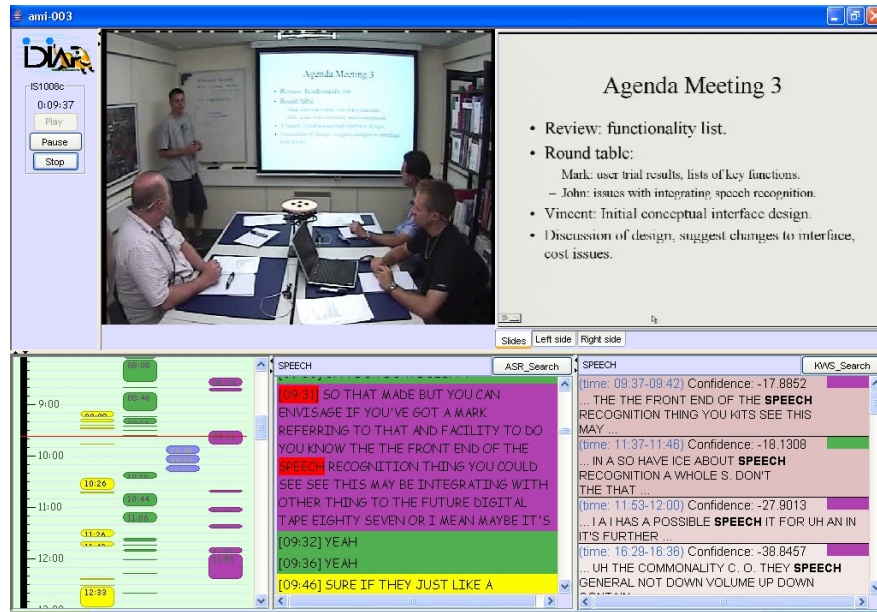 ami-003
IDIAP
IS1008c
0:09:37
Play
Pause
Stop
Agenda Meeting 3
• Review: functionality list.
• Round table:
Agenda Meeting 3
• Review: functionality list.
• Round table:
Mark: user trial results, lists of key functions.
– John: issues with integrating speech recognition.
• Vincent: Initial conceptual interface design.
• Discussion of design, suggest changes to interface,
cost issues.
Slides Left side Right side
08:08
08:46
9:00
10:00
10:26
10:44
11:00
11:06
11:26
12:00
12:33
SPEECH ASR_Search
[09:31] SO THAT MADE BUT YOU CAN
ENVISAGE IF YOU'VE GOT A MARK
REFERRING TO THAT AND FACILITY TO DO
YOU KNOW THE THE FRONT END OF THE
SPEECH RECOGNITION THING YOU COULD
SEE SEE THIS MAY BE INTEGRATING WITH
OTHER THING TO THE FUTURE DIGITAL
TAPE EIGHTY SEVEN OR I MEAN MAYBE IT'S
[09:32] YEAH
[09:36] YEAH
[09:46] SURE IF THEY JUST LIKE A
SPEECH KWS_Search
(time: 09:37-09:42) Confidence: -17.8852
... THE THE FRONT END OF THE SPEECH
RECOGNITION THING YOU KITS SEE THIS
MAY ...
(time: 11:37-11:46) Confidence: -18.1308
... IN A SO HAVE ICE ABOUT SPEECH
RECOGNITION A WHOLE S. DON'T
THE THAT ...
(time: 11:53-12:00) Confidence: -27.9013
... I A I HAS A POSSIBLE SPEECH IT FOR UH AN IN
IT'S FURTHER ...
(time: 16:29-16:36) Confidence: -38.8457
... UH THE COMMONALITY C. O. THEY SPEECH
GENERAL NOT DOWN VOLUME UP DOWN